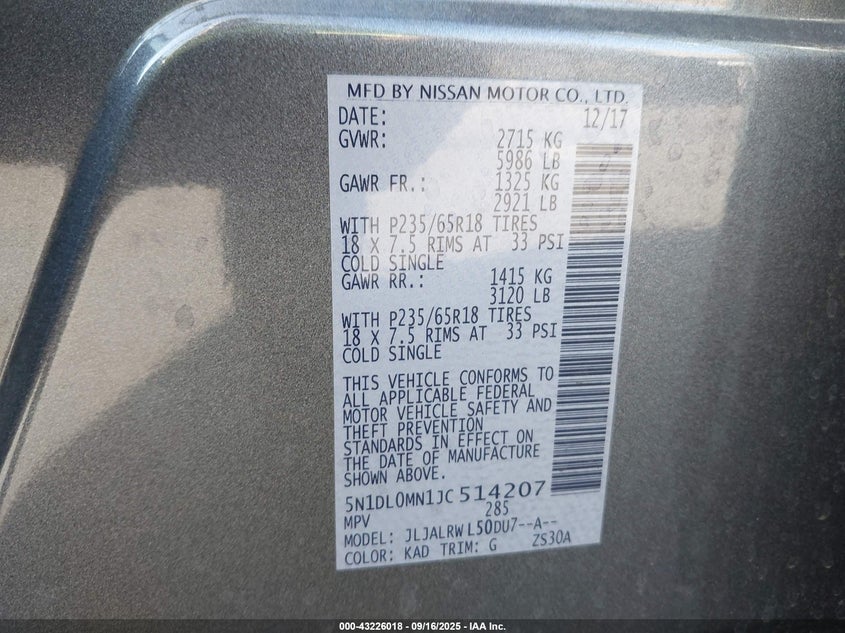 MFD BY NISSAN MOTOR CO., LTD.
DATE: 12/17
GVWR: 2715 KG
5986 LB
GAWR FR.: 1325 KG
2921 LB
WITH P235/65R18 TIRES
18 X 7.5 RIMS AT 33 PSI
COLD SINGLE
GAWR RR.: 1415 KG
3120 LB
WITH P235/65R18 TIRES
18 X 7.5 RIMS AT 33 PSI
COLD SINGLE
THIS VEHICLE CONFORMS TO
ALL APPLICABLE FEDERAL
MOTOR VEHICLE SAFETY AND
THEFT PREVENTION
STANDARDS IN EFFECT ON
THE DATE OF MANUFACTURE
SHOWN ABOVE.
5N1DL0MN1JC514207
MPV 285
MODEL: JLJALRWL50DU7--A--
COLOR: KAD TRIM: G ZS30A
000-43226018 - 09/16/2025 - IAA Inc.